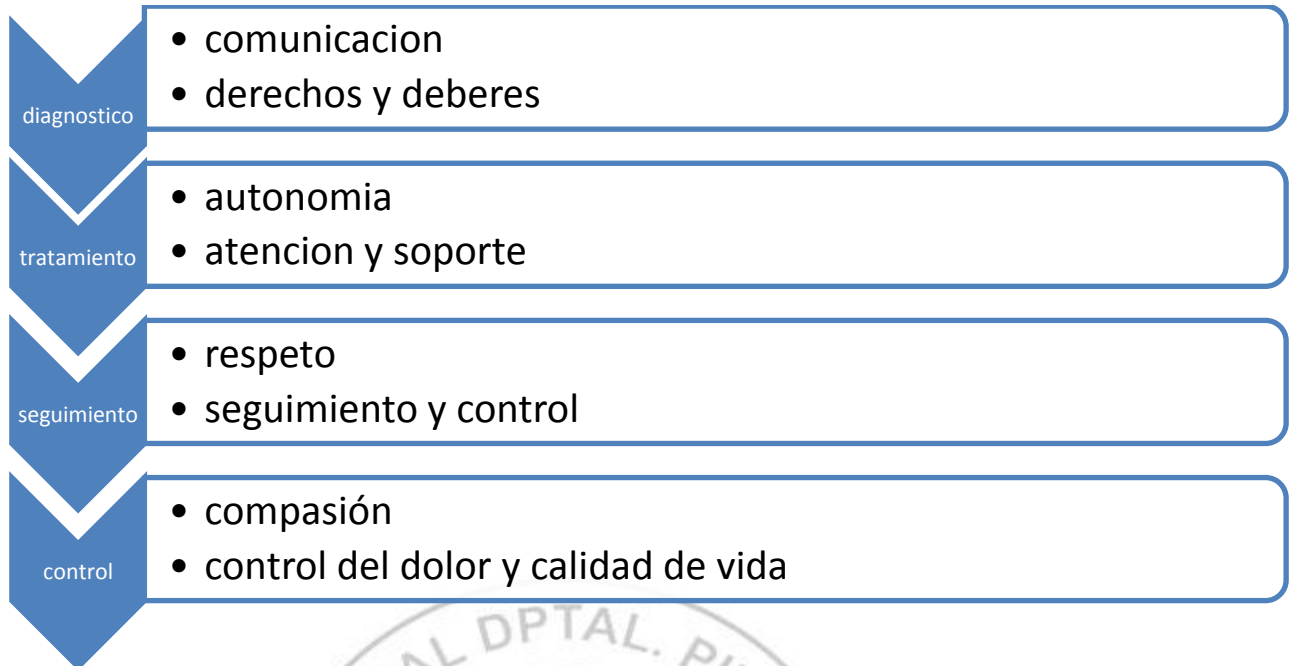 diagnostico
• comunicacion
• derechos y deberes
tratamiento
• autonomia
• atencion y soporte
seguimiento
• respeto
• seguimiento y control
control
• compasión
• control del dolor y calidad de vida
DPTAL.